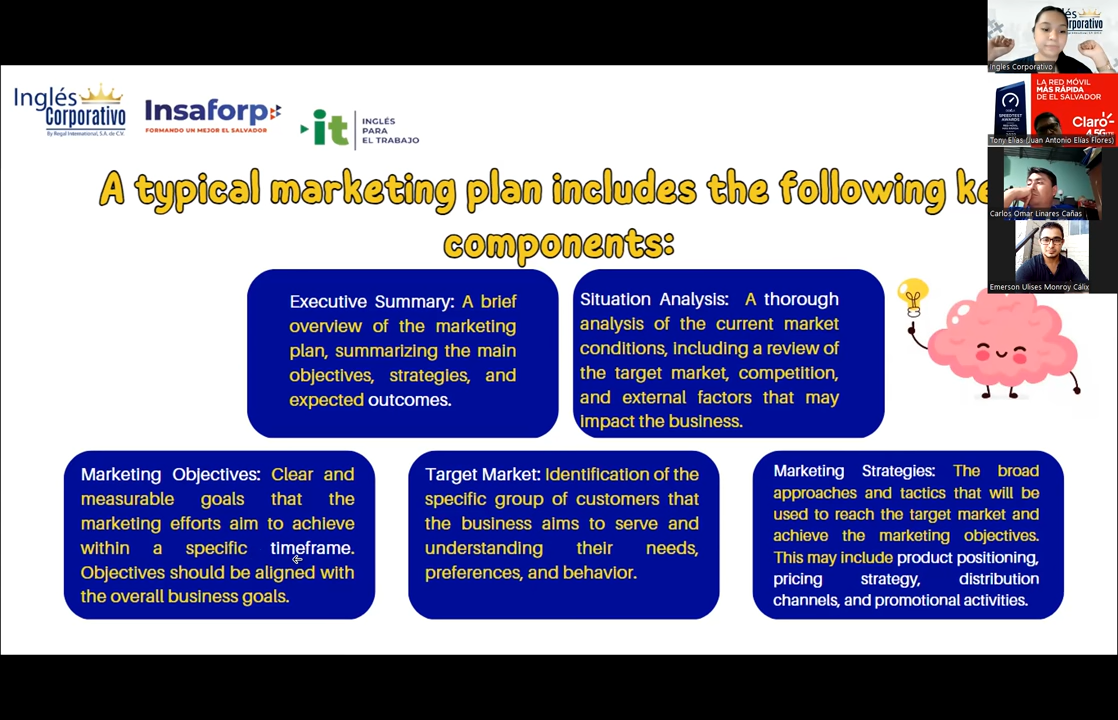 Inglés
Corporativo
By Regal International, S.A. de C.V.
Insaforp
FORMANDO UN MEJOR EL SALVADOR
it
INGLÉS
PARA
EL TRABAJO
A typical marketing plan includes the following ke
components:
Executive Summary: A brief
overview of the marketing
plan, summarizing the main
objectives, strategies, and
expected outcomes.
Situation Analysis: A thorough
analysis of the current market
conditions, including a review of
the target market, competition,
and external factors that may
impact the business.
Marketing Objectives: Clear and
measurable goals that the
marketing efforts aim to achieve
within a specific timeframe.
Objectives should be aligned with
the overall business goals.
Target Market: Identification of the
specific group of customers that
the business aims to serve and
understanding their needs,
preferences, and behavior.
Marketing Strategies: The broad
approaches and tactics that will be
used to reach the target market and
achieve the marketing objectives.
This may include product positioning,
pricing strategy, distribution
channels, and promotional activities.
és
orporativo
Inglés Corporativo
LA RED MÓVIL
MÁS RÁPIDA
DE EL SALVADOR
SPEEDTEST
AWARDS
Claro
4.5G
Tony Elías (Juan Antonio Elías Flores)
Carlos Omar Linares Cañas
Emerson Ulises Monroy Cálix